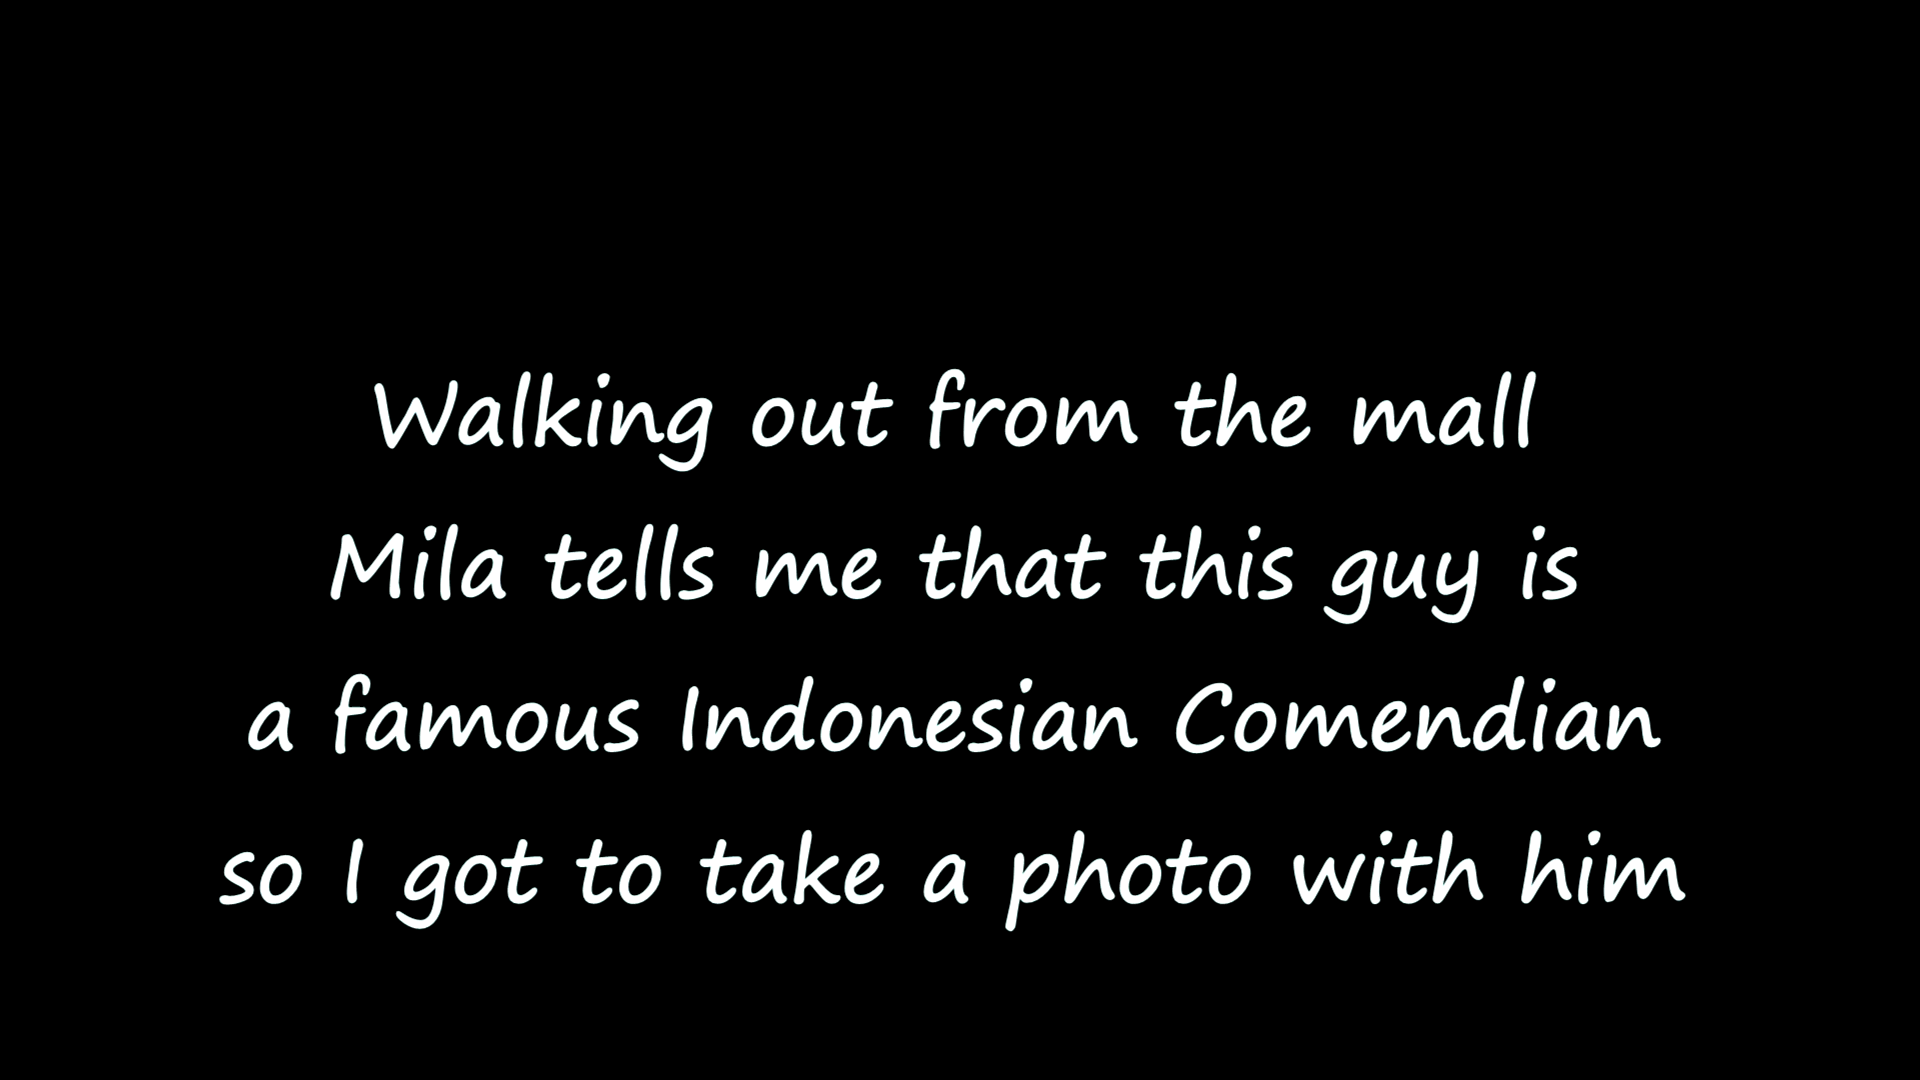 Walking out from the mall
Mila tells me that this guy is
a famous Indonesian Comendian
so I got to take a photo with him